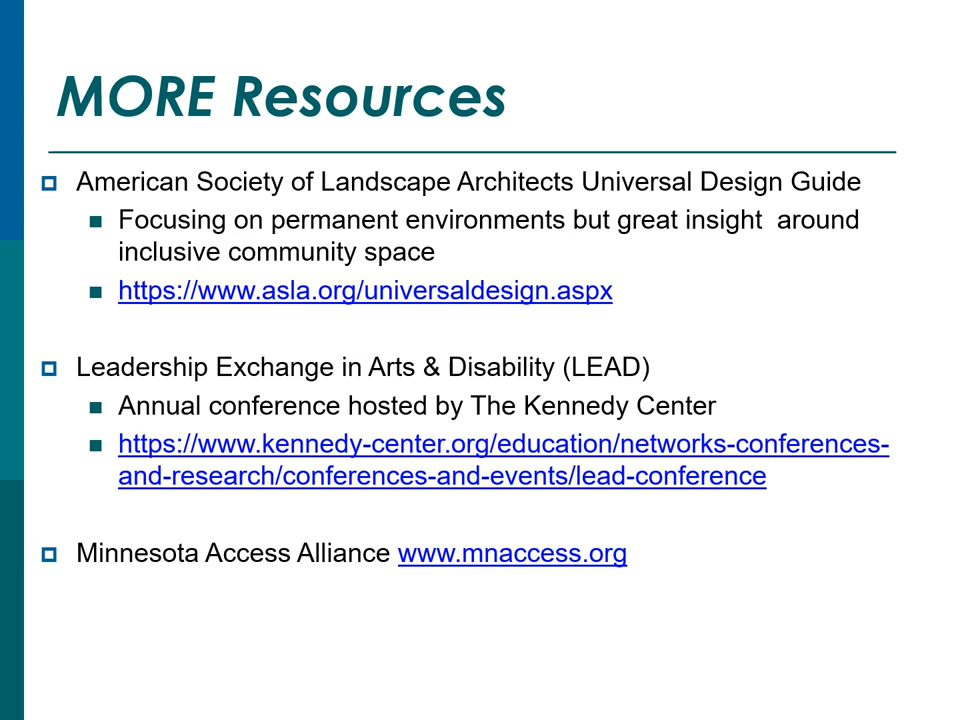 MORE Resources
American Society of Landscape Architects Universal Design Guide
Focusing on permanent environments but great insight  around
inclusive community space
https://www.asla.org/universaldesign.aspx
Leadership Exchange in Arts & Disability (LEAD)
Annual conference hosted by The Kennedy Center
https://www.kennedy-center.org/education/networks-conferences-
and-research/conferences-and-events/lead-conference
Minnesota Access Alliance www.mnaccess.org